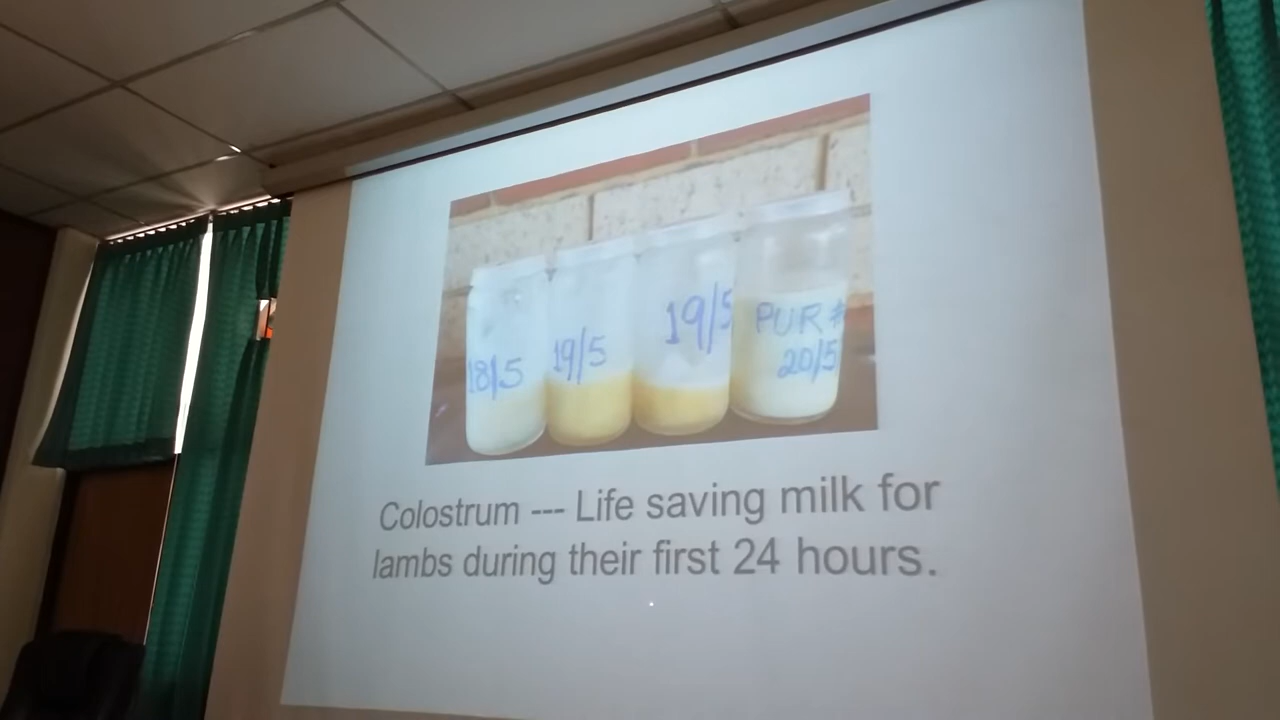 18/5
19/5
19/5
PUR #
20/5
Colostrum --- Life saving milk for
lambs during their first 24 hours.